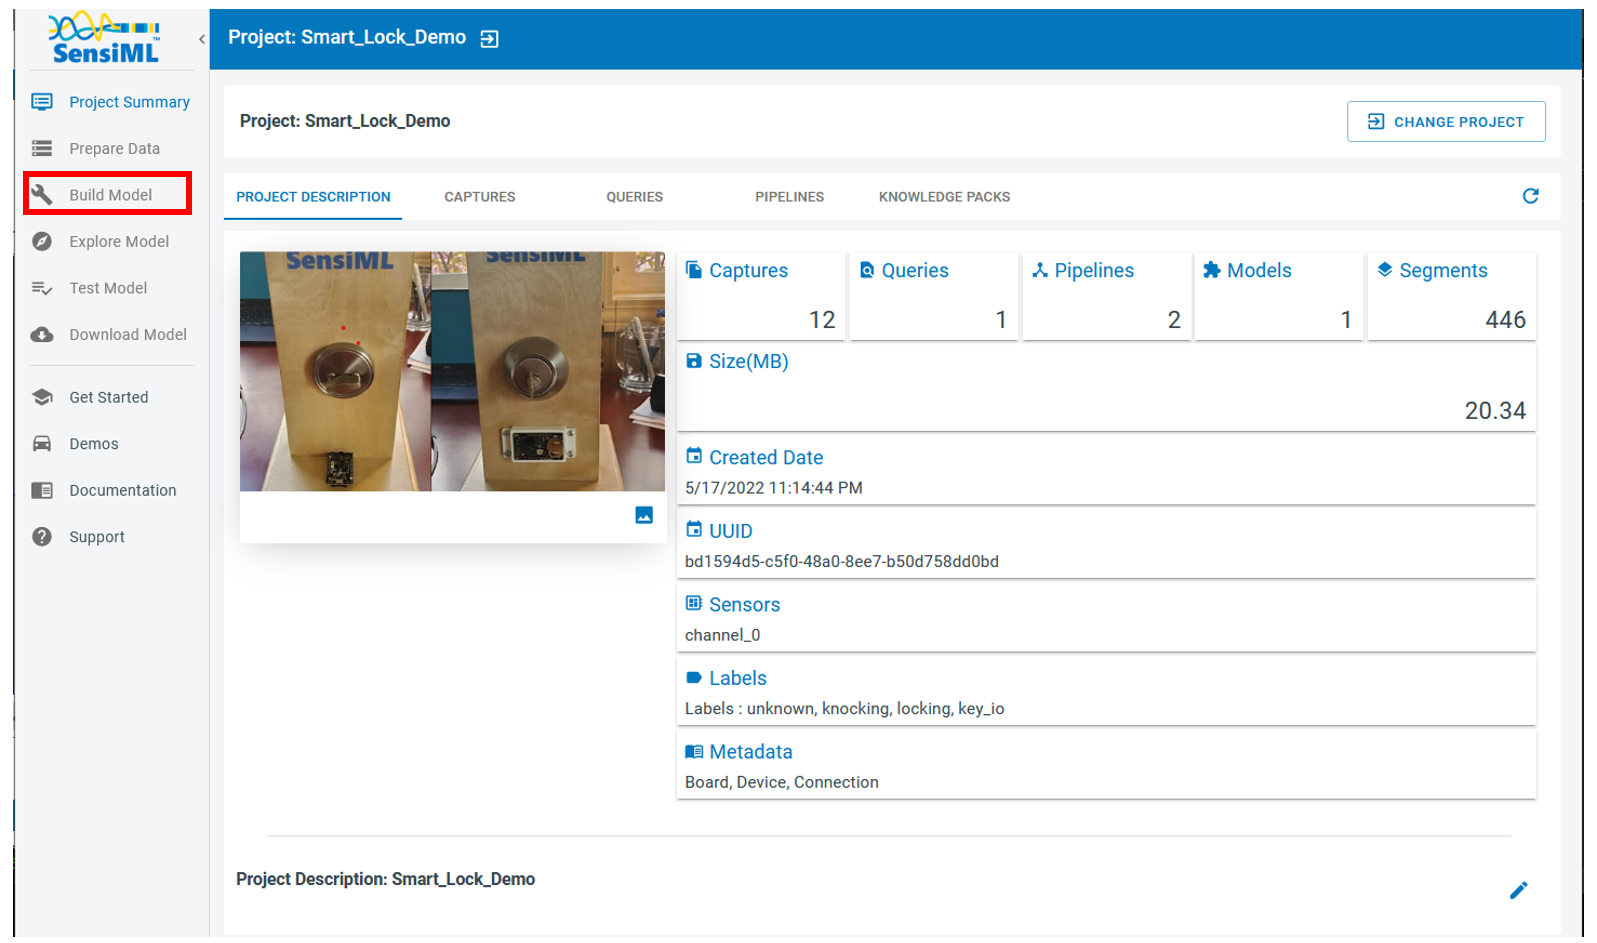 SensiML™
Project: Smart_Lock_Demo
Project Summary
Prepare Data
Build Model
Explore Model
Test Model
Download Model
Get Started
Demos
Documentation
Support
Project: Smart_Lock_Demo
CHANGE PROJECT
PROJECT DESCRIPTION
CAPTURES
QUERIES
PIPELINES
KNOWLEDGE PACKS
SensiML
SensiML
Captures
12
Queries
1
Pipelines
2
Models
1
Segments
446
Size(MB)
20.34
Created Date
5/17/2022 11:14:44 PM
UUID
bd1594d5-c5f0-48a0-8ee7-b50d758dd0bd
Sensors
channel_0
Labels
Labels : unknown, knocking, locking, key_io
Metadata
Board, Device, Connection
Project Description: Smart_Lock_Demo